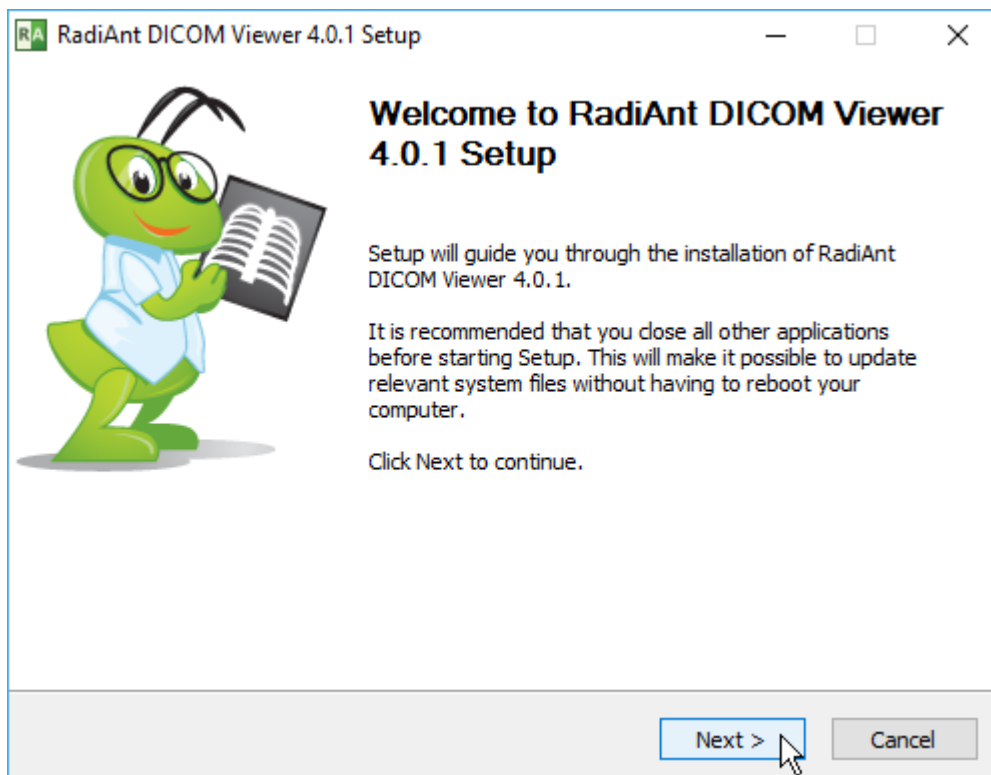 RA RadiAnt DICOM Viewer 4.0.1 Setup
Welcome to RadiAnt DICOM Viewer
4.0.1 Setup
Setup will guide you through the installation of RadiAnt
DICOM Viewer 4.0.1.
It is recommended that you close all other applications
before starting Setup. This will make it possible to update
relevant system files without having to reboot your
computer.
Click Next to continue.
Next > Cancel